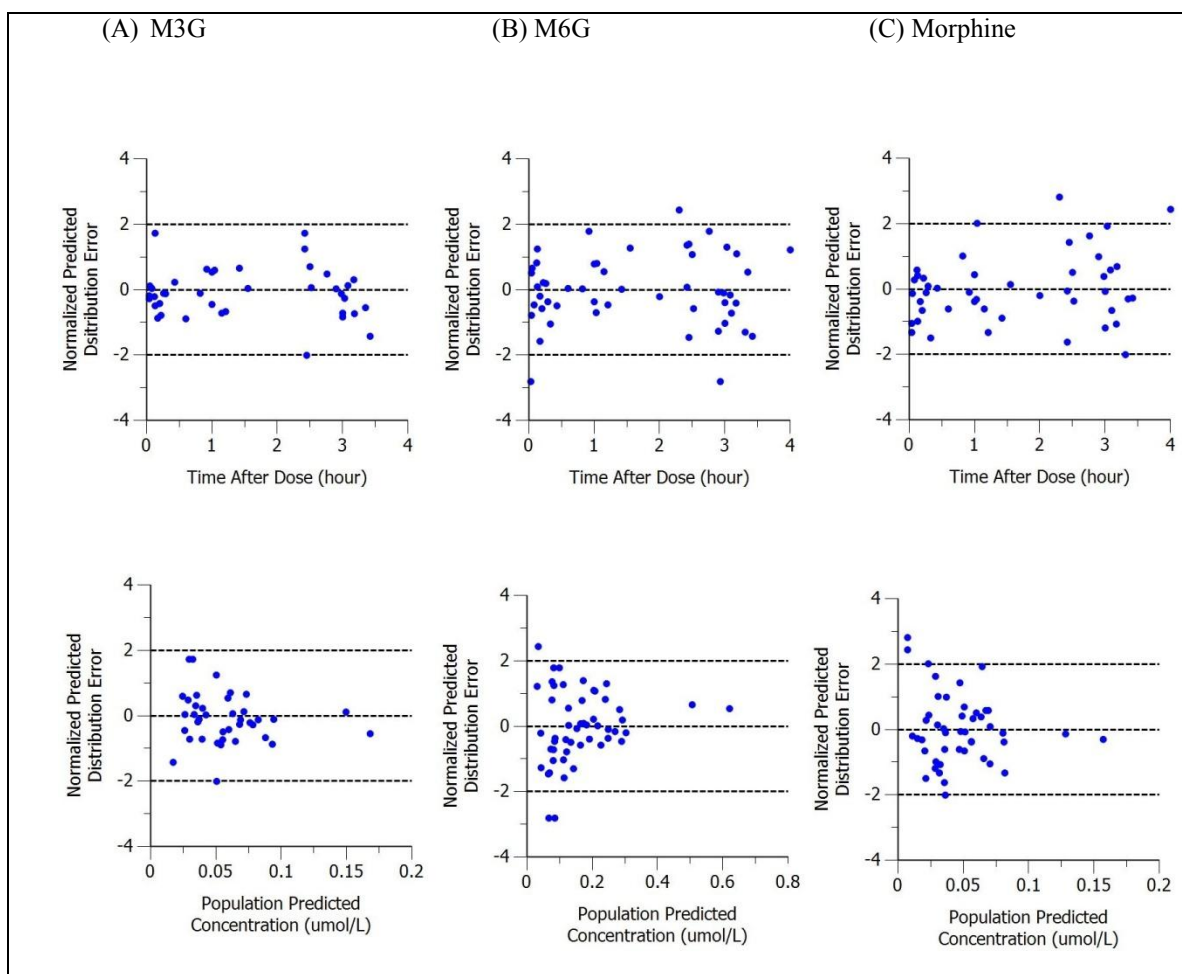 (A) M3G
(B) M6G
(C) Morphine
Normalized Predicted
Dsitribution Error
4
2
0
-2
-4
0
1
2
3
4
Time After Dose (hour)
Normalized Predicted
Dsitribution Error
4
2
0
-2
-4
0
1
2
3
4
Time After Dose (hour)
Normalized Predicted
Dsitribution Error
4
2
0
-2
-4
0
1
2
3
4
Time After Dose (hour)
Normalized Predicted
Distribution Error
4
2
0
-2
-4
0
0.05
0.1
0.15
0.2
Population Predicted
Concentration (umol/L)
Normalized Predicted
Distribution Error
4
2
0
-2
-4
0
0.2
0.4
0.6
0.8
Population Predicted
Concentration (umol/L)
Normalized Predicted
Distribution Error
4
2
0
-2
-4
0
0.05
0.1
0.15
0.2
Population Predicted
Concentration (umol/L)